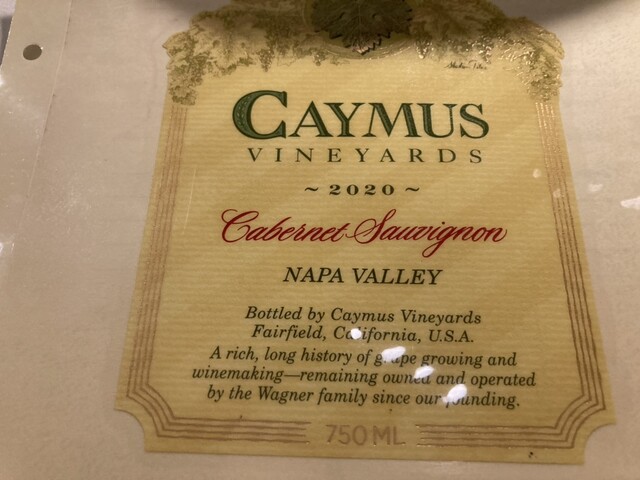 CAYMUS
VINEYARDS
~ 2020 ~
Cabernet Sauvignon
NAPA VALLEY
Bottled by Caymus Vineyards
Fairfield, California, U.S.A.
A rich, long history of grape growing and
winemaking—remaining owned and operated
by the Wagner family since our founding.
750 ML